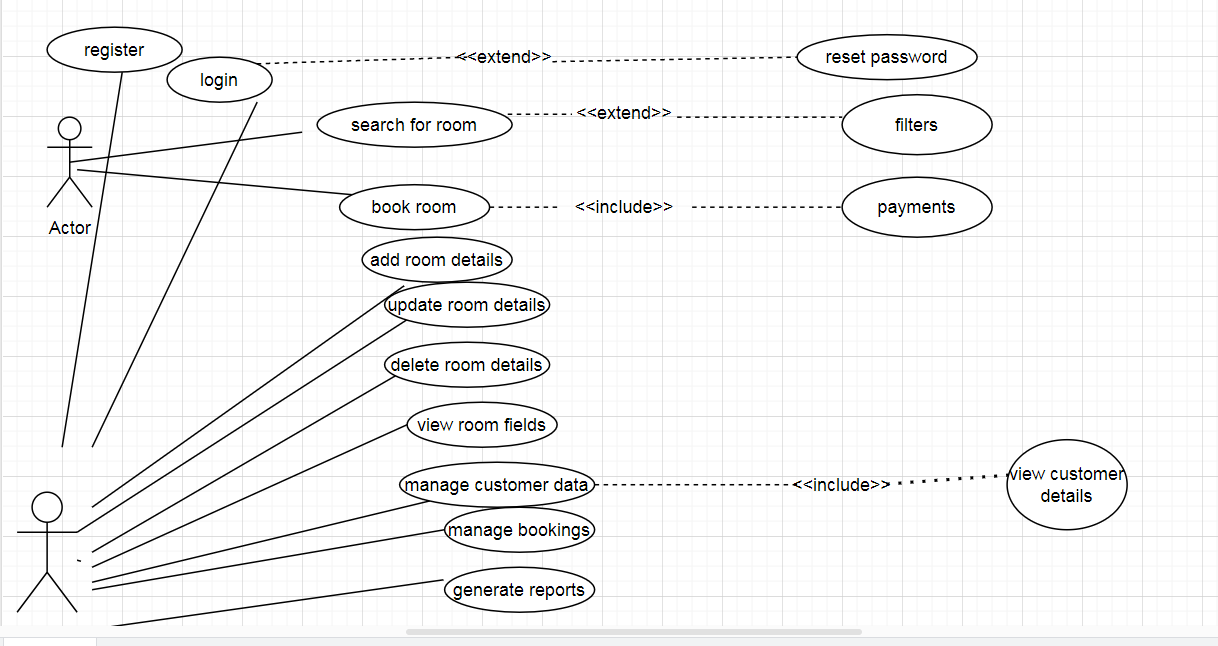 register
login
<<extend>>
reset password
search for room
<<extend>>
filters
book room
<<include>>
payments
Actor
add room details
update room details
delete room details
view room fields
manage customer data
<<include>>
view customer
details
manage bookings
generate reports